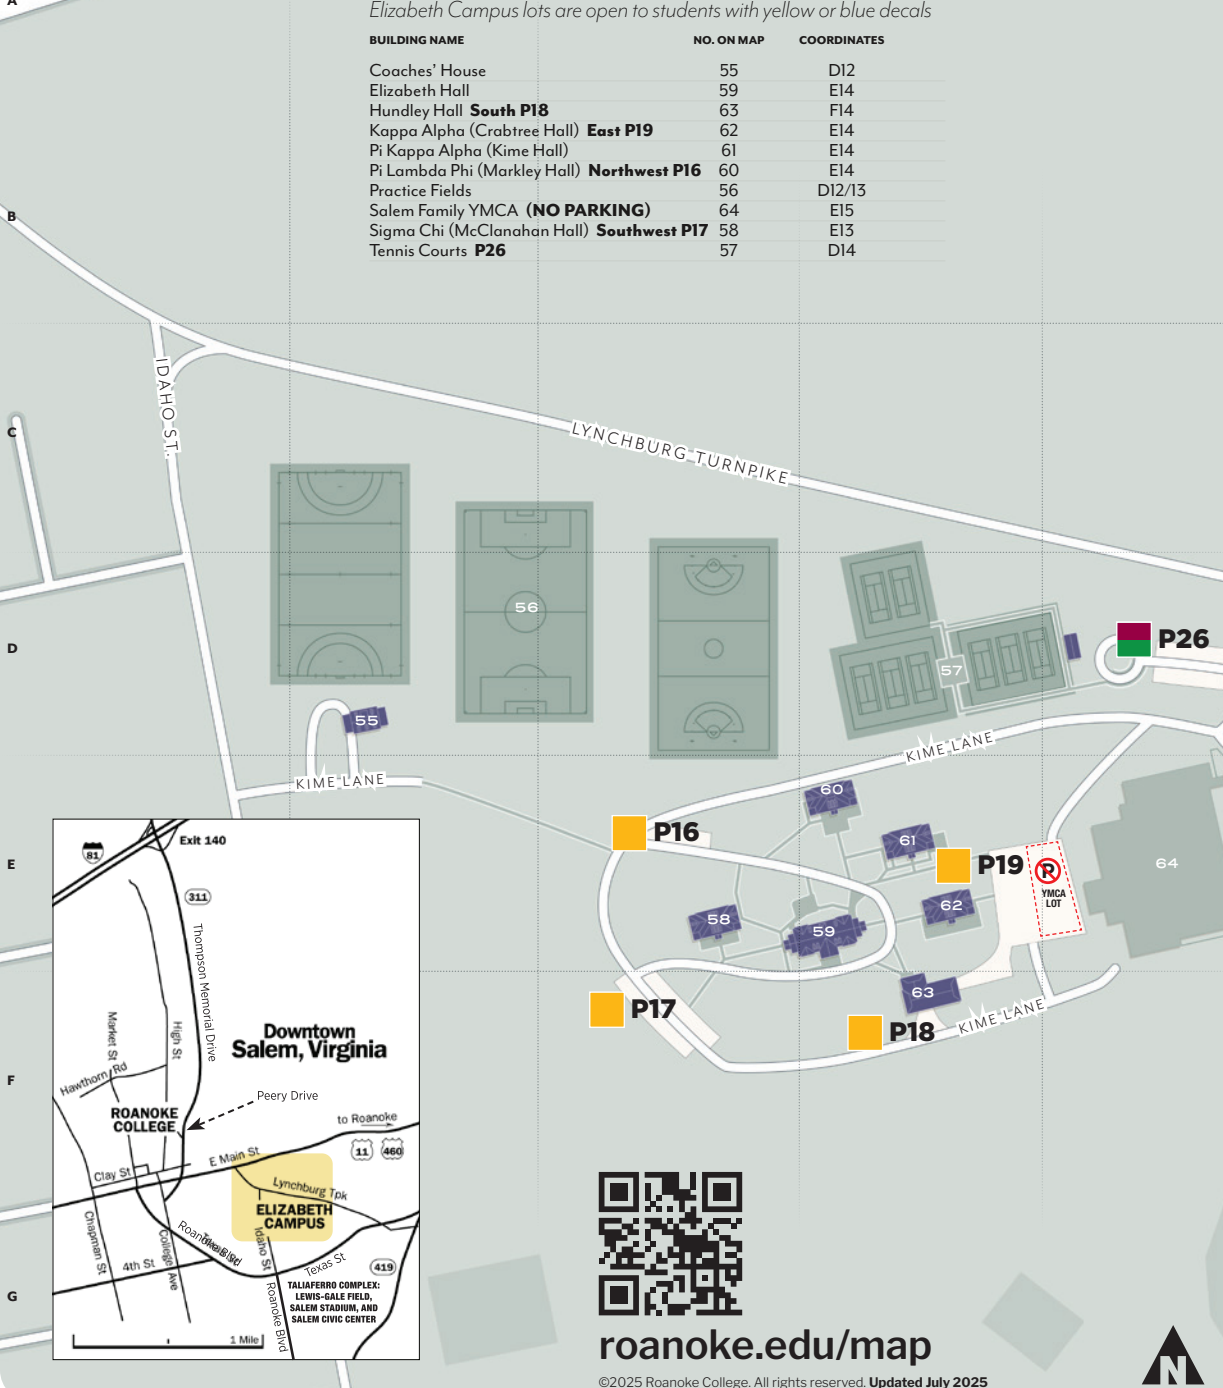 A
Elizabeth Campus lots are open to students with yellow or blue decals
BUILDING NAME NO. ON MAP COORDINATES
Coaches’ House 55 D12
Elizabeth Hall 59 E14
Hundley Hall South P18 63 F14
Kappa Alpha (Crabtree Hall) East P19 62 E14
Pi Kappa Alpha (Kime Hall) 61 E14
Pi Lambda Phi (Markley Hall) Northwest P16 60 E14
Practice Fields 56 D12/13
Salem Family YMCA (NO PARKING) 64 E15
Sigma Chi (McClanahan Hall) Southwest P17 58 E13
Tennis Courts P26 57 D14
B
IDAHO ST.
C
LYNCHBURG TURNPIKE
56
D
P26
57
55
KIME LANE
KIME LANE
60
P16
61
E
P19
P
YMCA
LOT
64
62
58
59
63
P17
P18
KIME LANE
F
81
Exit 140
311
Thompson Memorial Drive
Market St
High St
Downtown
Salem, Virginia
Hawthorn Rd
Peery Drive
ROANOKE
COLLEGE
to Roanoke
11
460
E Main St
Clay St
Lynchburg Tpk
ELIZABETH
CAMPUS
Chapman St
College Ave
Roanoke Blvd
Texas St
Idaho St
4th St
Texas St
419
Roanoke Blvd
TALIAFERRO COMPLEX:
LEWIS-GALE FIELD,
SALEM STADIUM, AND
SALEM CIVIC CENTER
1 Mile
G
roanoke.edu/map
©2025 Roanoke College. All rights reserved. Updated July 2025
N